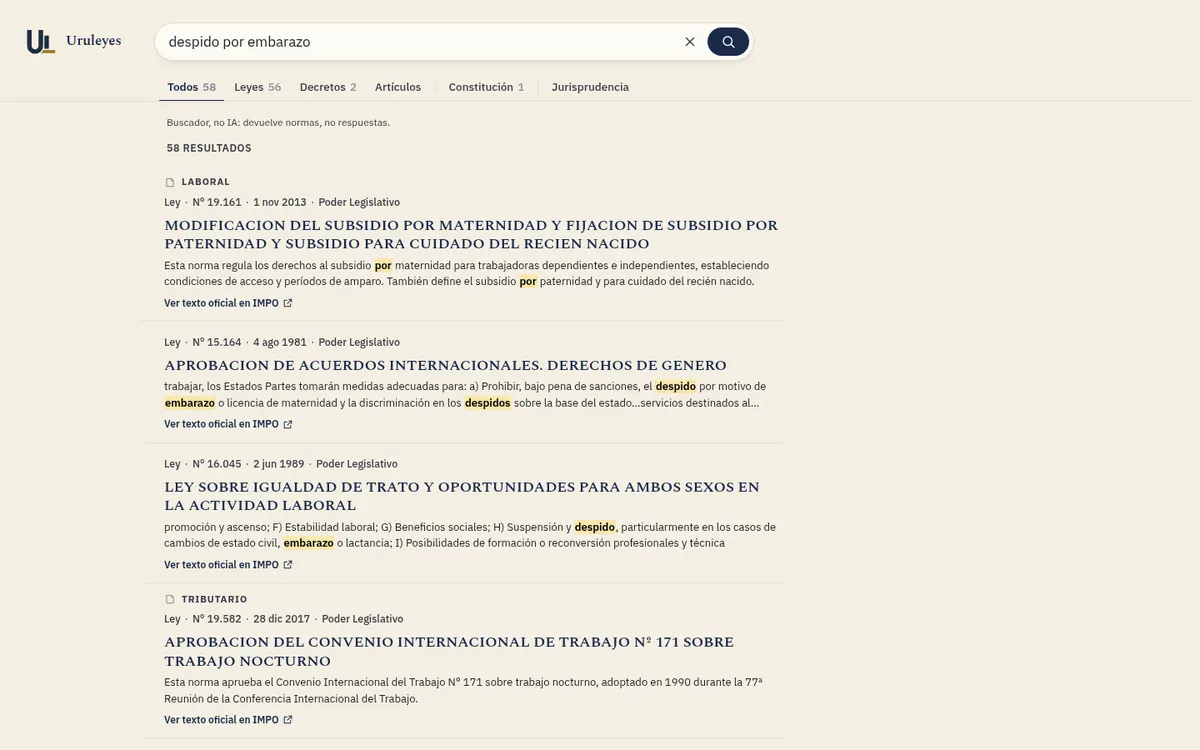 UL Uruleyes
despido por embarazo
Todos 58 Leyes 56 Decretos 2 Artículos Constitución 1 Jurisprudencia
Buscador, no IA: devuelve normas, no respuestas.
58 RESULTADOS
LABORAL
Ley · Nº 19.161 · 1 nov 2013 · Poder Legislativo
MODIFICACION DEL SUBSIDIO POR MATERNIDAD Y FIJACION DE SUBSIDIO POR
PATERNIDAD Y SUBSIDIO PARA CUIDADO DEL RECIEN NACIDO
Esta norma regula los derechos al subsidio por maternidad para trabajadoras dependientes e independientes, estableciendo
condiciones de acceso y períodos de amparo. También define el subsidio por paternidad y para cuidado del recién nacido.
Ver texto oficial en IMPO
Ley · Nº 15.164 · 4 ago 1981 · Poder Legislativo
APROBACION DE ACUERDOS INTERNACIONALES. DERECHOS DE GENERO
trabajar, los Estados Partes tomarán medidas adecuadas para: a) Prohibir, bajo pena de sanciones, el despido por motivo de
embarazo o licencia de maternidad y la discriminación en los despidos sobre la base del estado...servicios destinados al...
Ver texto oficial en IMPO
Ley · Nº 16.045 · 2 jun 1989 · Poder Legislativo
LEY SOBRE IGUALDAD DE TRATO Y OPORTUNIDADES PARA AMBOS SEXOS EN
LA ACTIVIDAD LABORAL
promoción y ascenso; F) Estabilidad laboral; G) Beneficios sociales; H) Suspensión y despido, particularmente en los casos de
cambios de estado civil, embarazo o lactancia; I) Posibilidades de formación o reconversión profesionales y técnica
Ver texto oficial en IMPO
TRIBUTARIO
Ley · Nº 19.582 · 28 dic 2017 · Poder Legislativo
APROBACION DEL CONVENIO INTERNACIONAL DE TRABAJO Nº 171 SOBRE
TRABAJO NOCTURNO
Esta norma aprueba el Convenio Internacional del Trabajo Nº 171 sobre trabajo nocturno, adoptado en 1990 durante la 77ª
Reunión de la Conferencia Internacional del Trabajo.
Ver texto oficial en IMPO